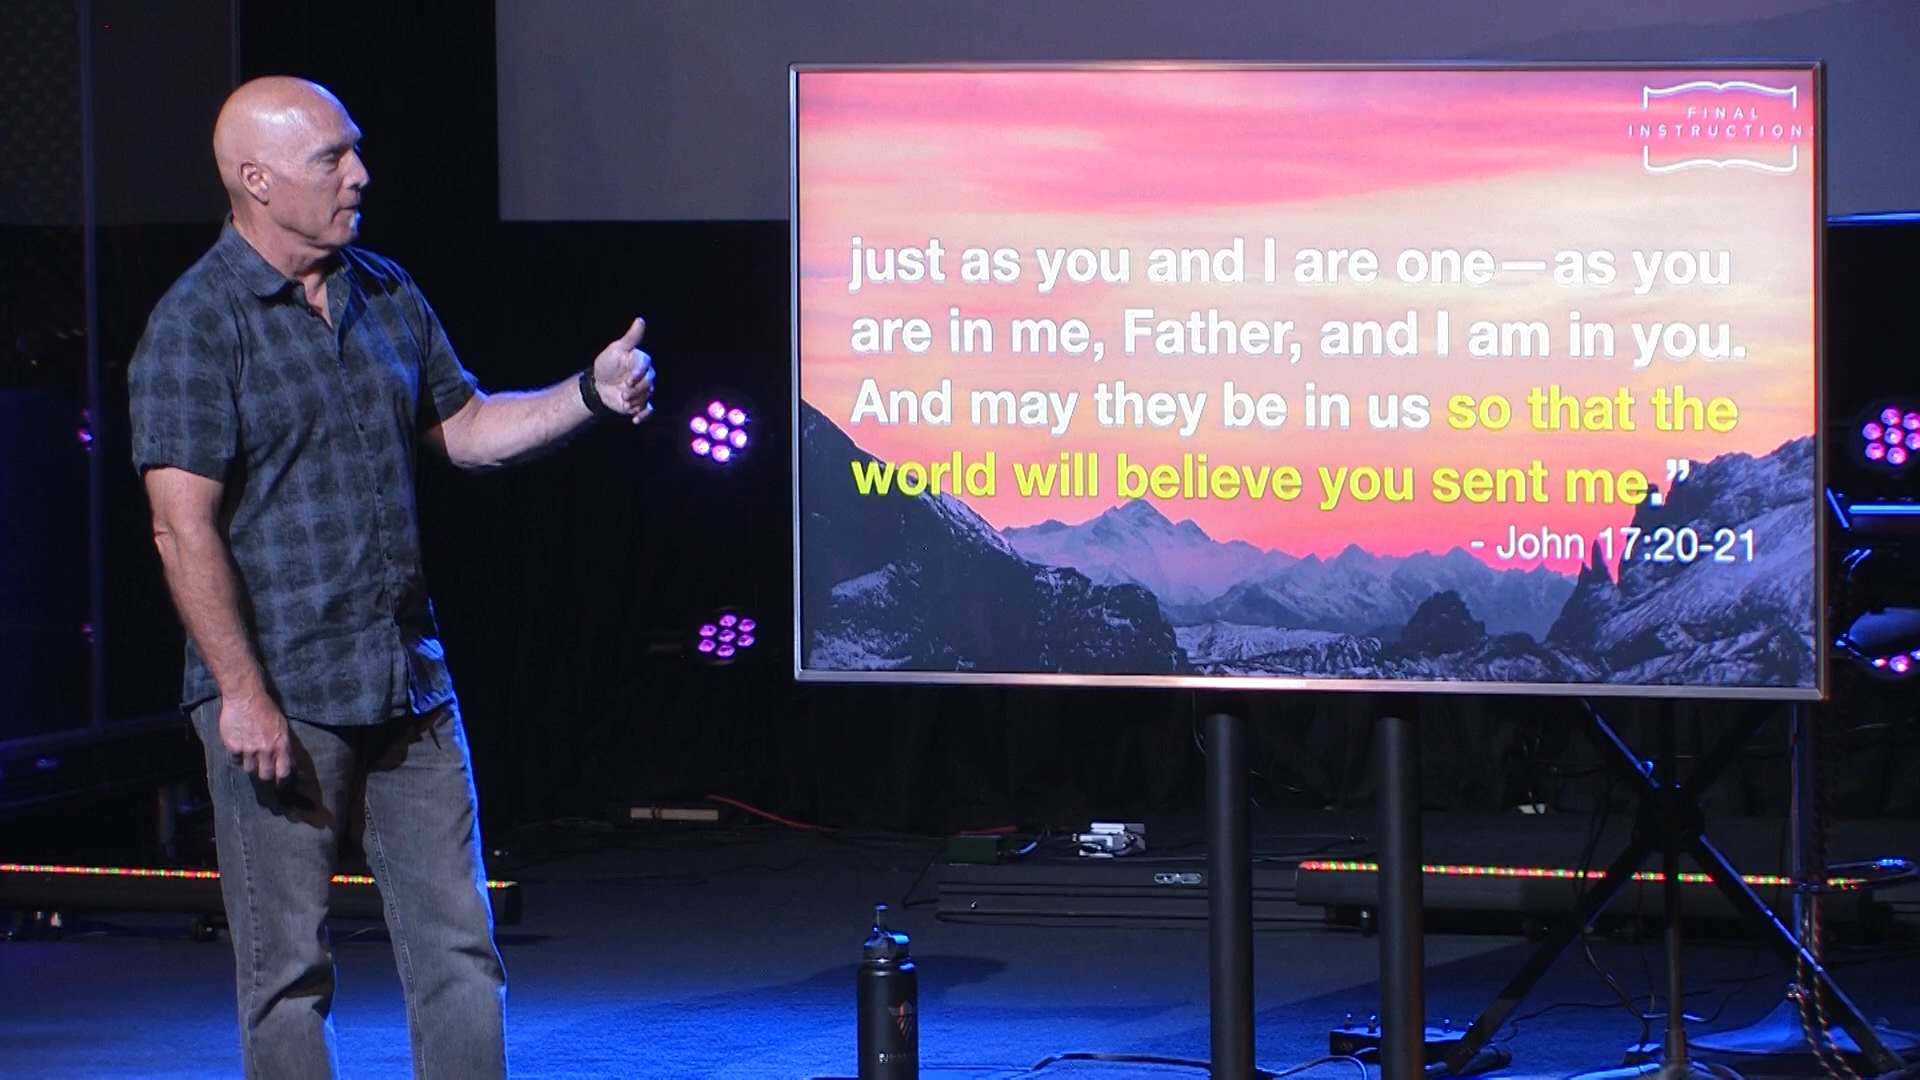 FINAL
INSTRUCTIONS
just as you and I are one—as you
are in me, Father, and I am in you.
And may they be in us so that the
world will believe you sent me.”
- John 17:20-21